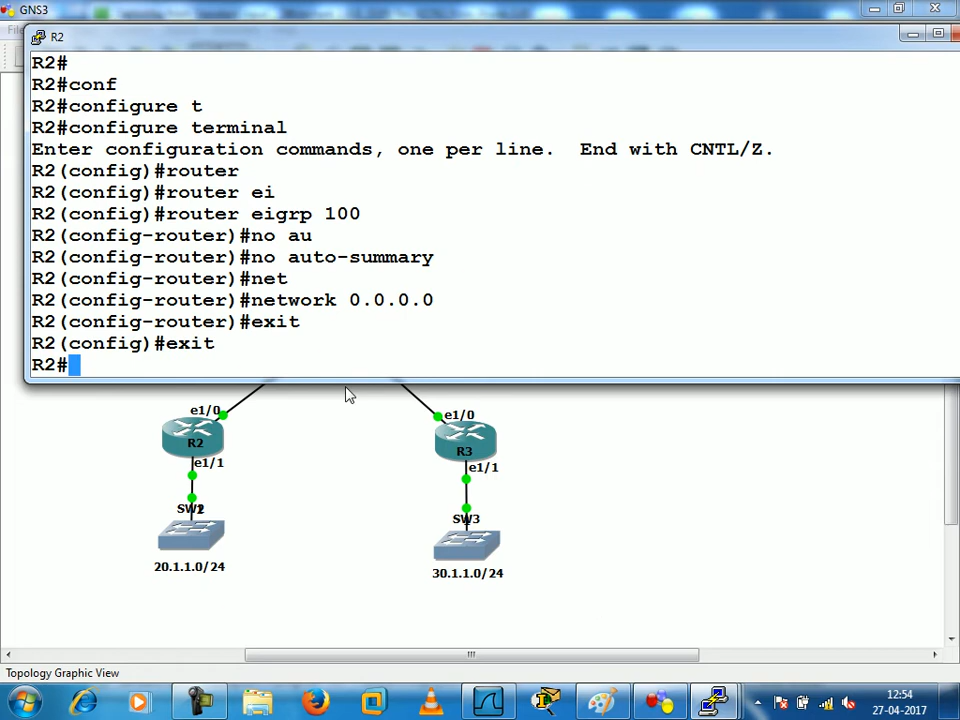 GNS3
R2
R2#
R2#conf
R2#configure t
R2#configure terminal
Enter configuration commands, one per line.  End with CNTL/Z.
R2(config)#router
R2(config)#router ei
R2(config)#router eigrp 100
R2(config-router)#no au
R2(config-router)#no auto-summary
R2(config-router)#net
R2(config-router)#network 0.0.0.0
R2(config-router)#exit
R2(config)#exit
R2#
e1/0
e1/0
R2
R3
e1/1
e1/1
SW3
20.1.1.0/24
30.1.1.0/24
Topology Graphic View
12:54
27-04-2017